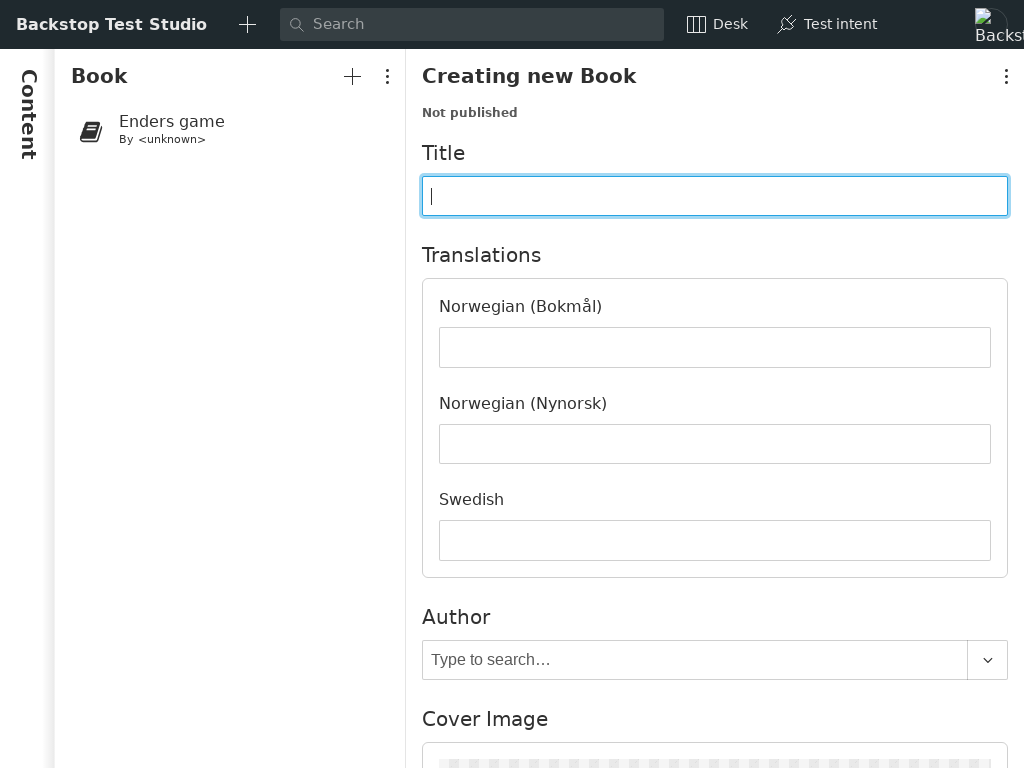 Backstop Test Studio
Search
Desk
Test intent
Backst
Content
Book
Enders game
By <unknown>
Creating new Book
Not published
Title
Translations
Norwegian (Bokmål)
Norwegian (Nynorsk)
Swedish
Author
Type to search…
Cover Image